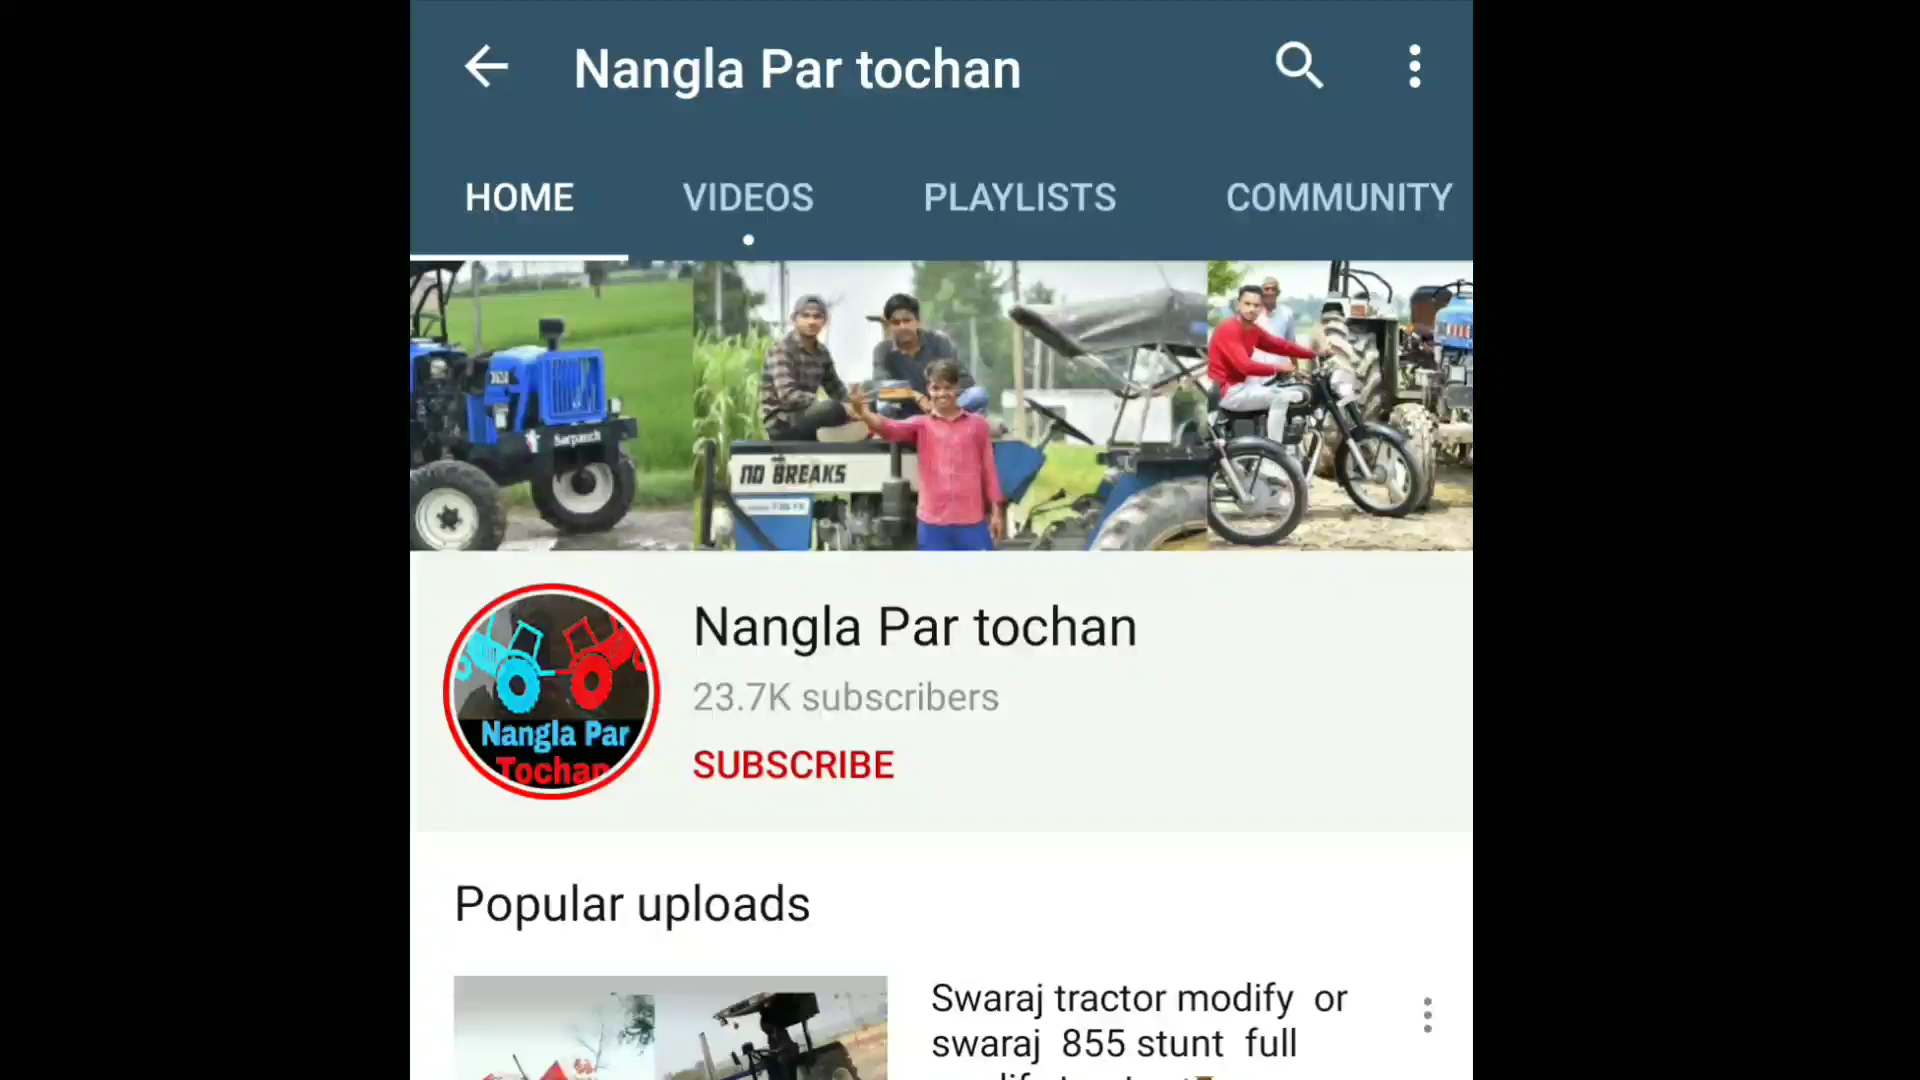 Nangla Par tochan
HOME VIDEOS PLAYLISTS COMMUNITY
Sarpanch
NO BREAKS
Nangla Par tochan
23.7K subscribers
SUBSCRIBE
Nangla Par
Tochan
Popular uploads
Swaraj tractor modify or
swaraj 855 stunt full